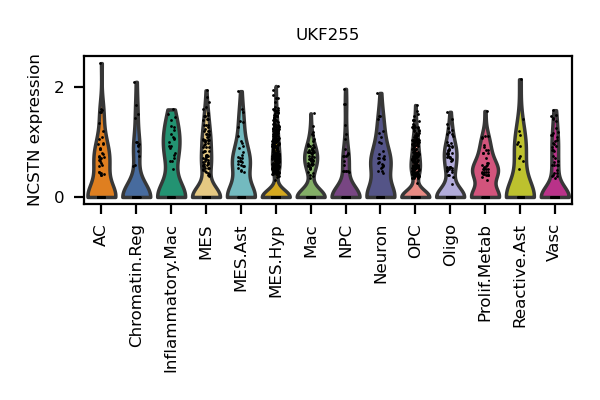 UKF255
NCSTN expression
2
0
AC
Chromatin.Reg
Inflammatory.Mac
MES
MES.Ast
MES.Hyp
Mac
NPC
Neuron
OPC
Oligo
Prolif.Metab
Reactive.Ast
Vasc